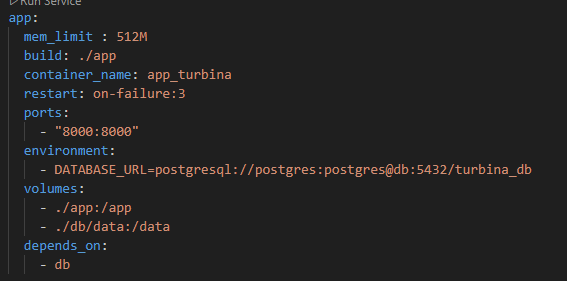 Run Service
app:
  mem_limit : 512M
  build: ./app
  container_name: app_turbina
  restart: on-failure:3
  ports:
    - "8000:8000"
  environment:
    - DATABASE_URL=postgresql://postgres:postgres@db:5432/turbina_db
  volumes:
    - ./app:/app
    - ./db/data:/data
  depends_on:
    - db